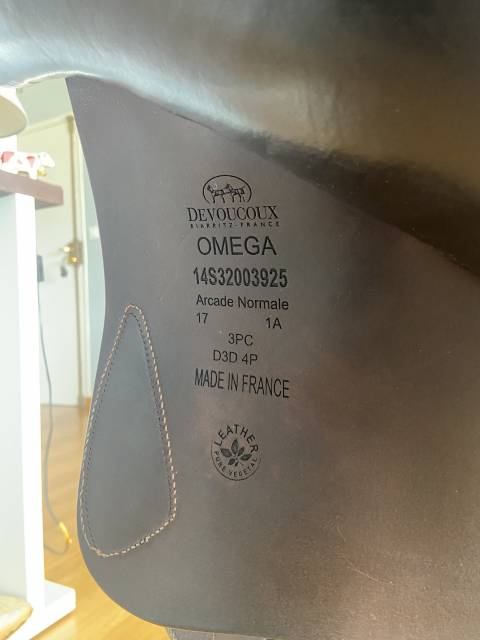 DEVOUCOUX
BIARRITZ-FRANCE
OMEGA
14S32003925
Arcade Normale
17 1A
3PC
D3D 4P
MADE IN FRANCE
LEATHER
PURE VEGETAL